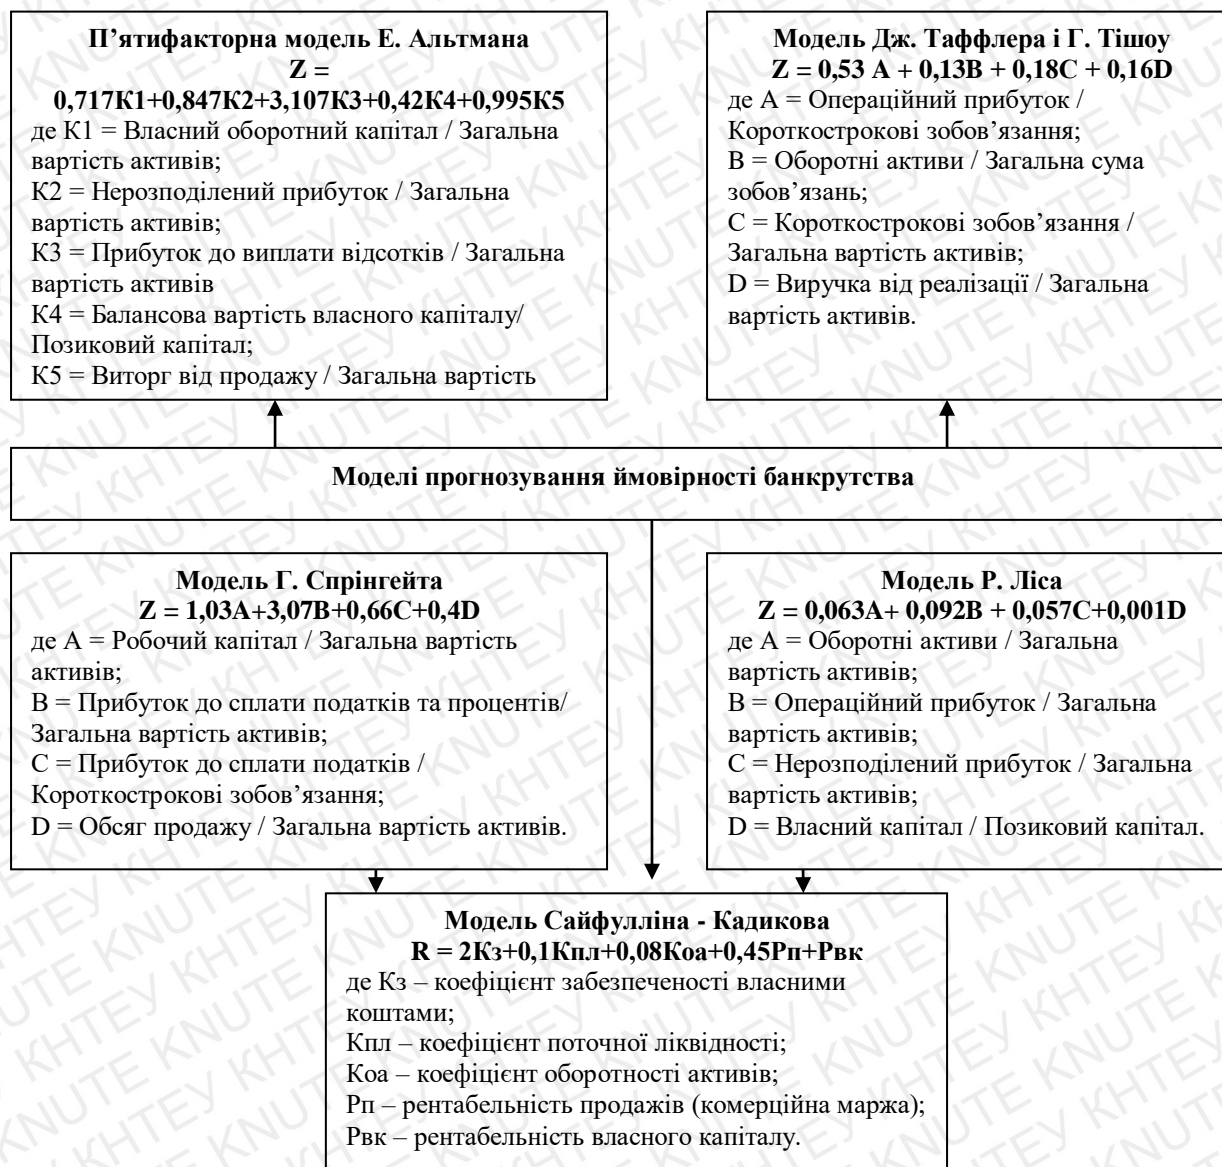 П’ятифакторна модель Е. Альтмана
Z =
0,717К1+0,847К2+3,107К3+0,42К4+0,995К5
де К1 = Власний оборотний капітал / Загальна
вартість активів;
К2 = Нерозподілений прибуток / Загальна
вартість активів;
К3 = Прибуток до виплати відсотків / Загальна
вартість активів
К4 = Балансова вартість власного капіталу/
Позиковий капітал;
К5 = Виторг від продажу / Загальна вартість
Модель Дж. Таффлера і Г. Тішоу
Z = 0,53 А + 0,13В + 0,18С + 0,16D
де А = Операційний прибуток /
Короткострокові зобов’язання;
В = Оборотні активи / Загальна сума
зобов’язань;
С = Короткострокові зобов’язання /
Загальна вартість активів;
D = Виручка від реалізації / Загальна
вартість активів.
Моделі прогнозування ймовірності банкрутства
Модель Г. Спрінгейта
Z = 1,03А+3,07В+0,66С+0,4D
де А = Робочий капітал / Загальна вартість
активів;
В = Прибуток до сплати податків та процентів/
Загальна вартість активів;
С = Прибуток до сплати податків /
Короткострокові зобов’язання;
D = Обсяг продажу / Загальна вартість активів.
Модель Р. Ліса
Z = 0,063А+ 0,092В + 0,057С+0,001D
де А = Оборотні активи / Загальна
вартість активів;
В = Операційний прибуток / Загальна
вартість активів;
С = Нерозподілений прибуток / Загальна
вартість активів;
D = Власний капітал / Позиковий капітал.
Модель Сайфулліна - Кадикова
R = 2Кз+0,1Кпл+0,08Коа+0,45Рп+Рвк
де Кз – коефіцієнт забезпеченості власними
коштами;
Кпл – коефіцієнт поточної ліквідності;
Коа – коефіцієнт оборотності активів;
Рп – рентабельність продажів (комерційна маржа);
Рвк – рентабельність власного капіталу.